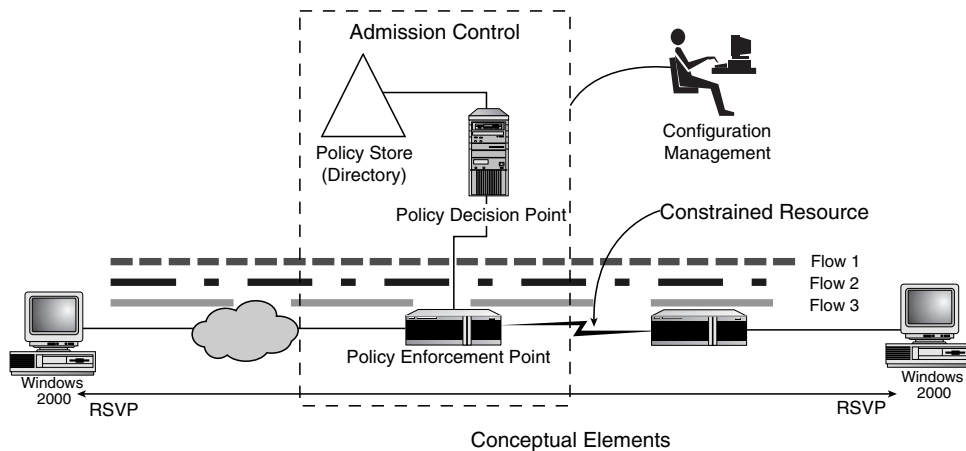 Admission Control
Policy Store
(Directory)
Configuration
Management
Policy Decision Point
Constrained Resource
Flow 1
Flow 2
Flow 3
Policy Enforcement Point
Windows
2000
Windows
2000
RSVP
RSVP
Conceptual Elements